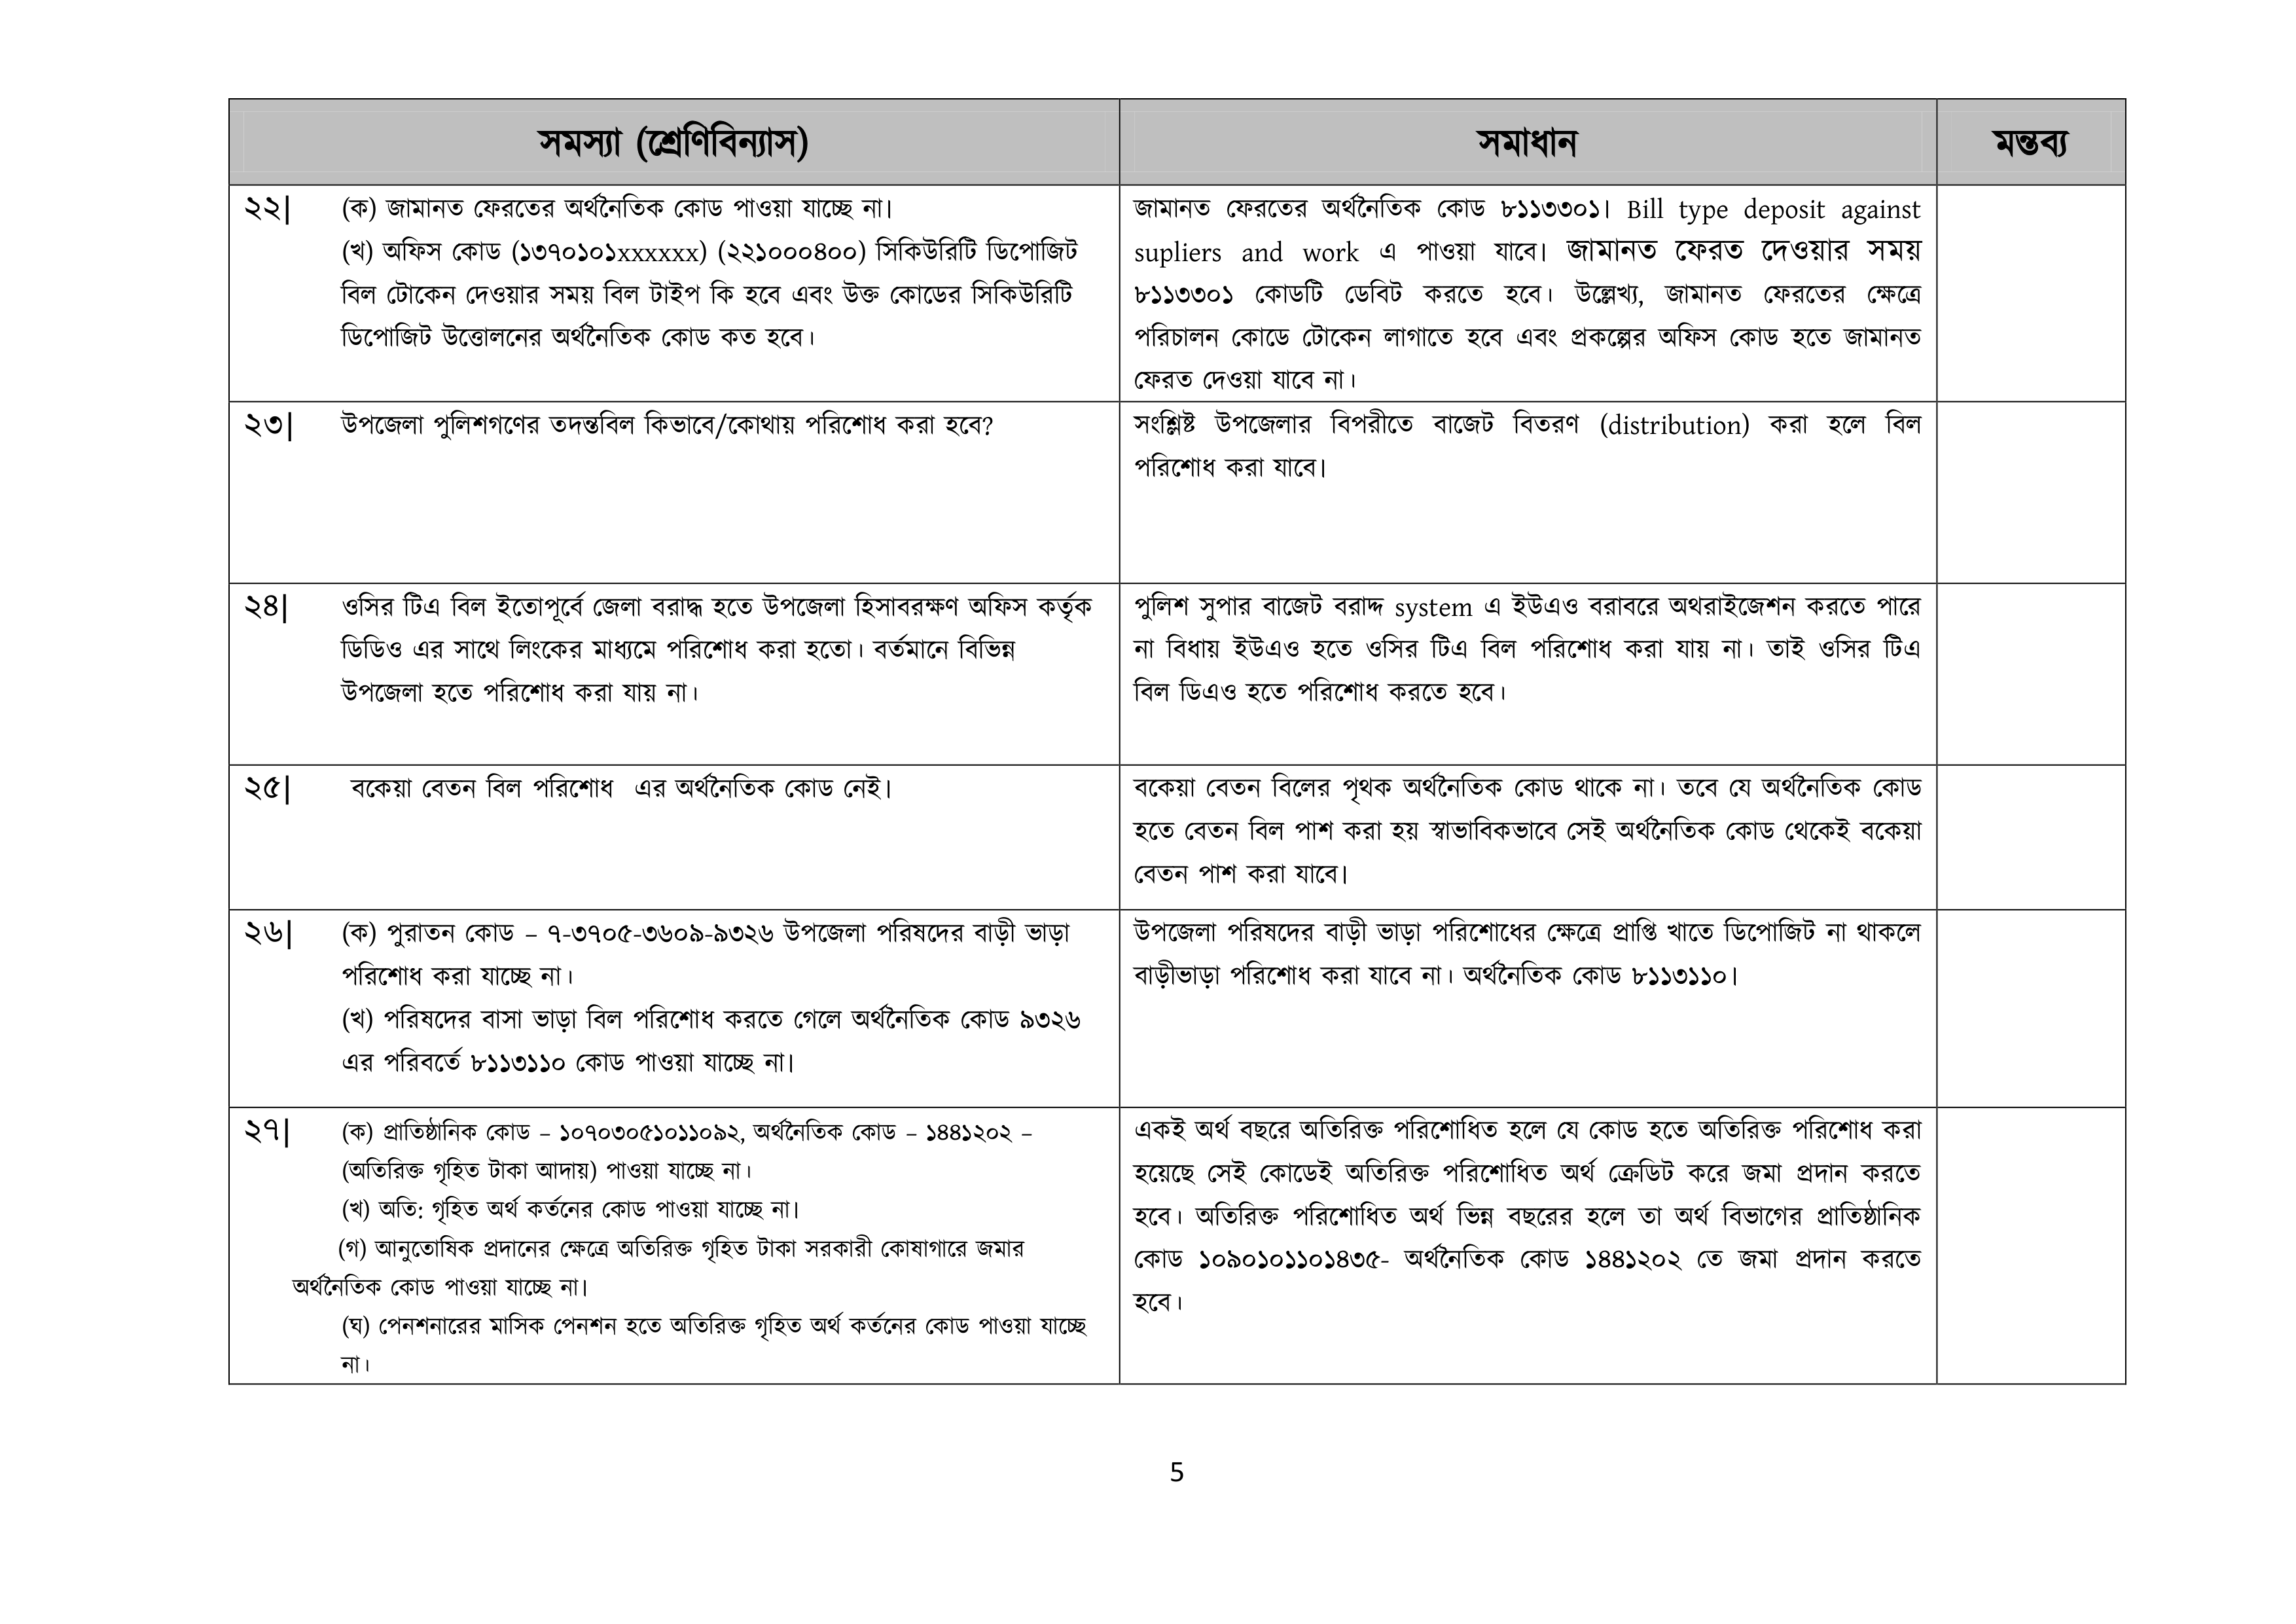 সমস্যা (শ্রেণিবিন্যাস)
সমাধান
মন্তব্য
২২| (ক) জামানত ফেরতের অর্থনৈতিক কোড পাওয়া যাচ্ছে না।
(খ) অফিস কোড (১৩৭০১০১xxxxxx) (২২১০০০৪০০) সিকিউরিটি ডিপোজিট
বিল টোকেন দেওয়ার সময় বিল টাইপ কি হবে এবং উক্ত কোডের সিকিউরিটি
ডিপোজিট উত্তোলনের অর্থনৈতিক কোড কত হবে।
জামানত ফেরতের অর্থনৈতিক কোড ৮১১৩৩০১। Bill type deposit against
supliers and work এ পাওয়া যাবে। জামানত ফেরত দেওয়ার সময়
৮১১৩৩০১ কোডটি ডেবিট করতে হবে। উল্লেখ্য, জামানত ফেরতের ক্ষেত্রে
পরিচালন কোডে টোকেন লাগাতে হবে এবং প্রকল্পের অফিস কোড হতে জামানত
ফেরত দেওয়া যাবে না।
২৩| উপজেলা পুলিশগণের তদন্তবিল কিভাবে/কোথায় পরিশোধ করা হবে?
সংশ্লিষ্ট উপজেলার বিপরীতে বাজেট বিতরণ (distribution) করা হলে বিল
পরিশোধ করা যাবে।
২৪| ওসির টিএ বিল ইতোপূর্বে জেলা বরাদ্ধ হতে উপজেলা হিসাবরক্ষণ অফিস কর্তৃক
ডিডিও এর সাথে লিংকের মাধ্যমে পরিশোধ করা হতো। বর্তমানে বিভিন্ন
উপজেলা হতে পরিশোধ করা যায় না।
পুলিশ সুপার বাজেট বরাদ্দ system এ ইউএও বরাবরে অথরাইজেশন করতে পারে
না বিধায় ইউএও হতে ওসির টিএ বিল পরিশোধ করা যায় না। তাই ওসির টিএ
বিল ডিএও হতে পরিশোধ করতে হবে।
২৫| বকেয়া বেতন বিল পরিশোধ এর অর্থনৈতিক কোড নেই।
বকেয়া বেতন বিলের পৃথক অর্থনৈতিক কোড থাকে না। তবে যে অর্থনৈতিক কোড
হতে বেতন বিল পাশ করা হয় স্বাভাবিকভাবে সেই অর্থনৈতিক কোড থেকেই বকেয়া
বেতন পাশ করা যাবে।
২৬| (ক) পুরাতন কোড – ৭-৩৭০৫-৩৬০৯-৯৩২৬ উপজেলা পরিষদের বাড়ী ভাড়া
পরিশোধ করা যাচ্ছে না।
(খ) পরিষদের বাসা ভাড়া বিল পরিশোধ করতে গেলে অর্থনৈতিক কোড ৯৩২৬
এর পরিবর্তে ৮১১৩১১০ কোড পাওয়া যাচ্ছে না।
উপজেলা পরিষদের বাড়ী ভাড়া পরিশোধের ক্ষেত্রে প্রাপ্তি খাতে ডিপোজিট না থাকলে
বাড়ীভাড়া পরিশোধ করা যাবে না। অর্থনৈতিক কোড ৮১১৩১১০।
২৭| (ক) প্রাতিষ্ঠানিক কোড – ১০৭০৩০৫১০১১০৯২, অর্থনৈতিক কোড – ১৪৪১২০২ –
(অতিরিক্ত গৃহিত টাকা আদায়) পাওয়া যাচ্ছে না।
(খ) অতি: গৃহিত অর্থ কর্তনের কোড পাওয়া যাচ্ছে না।
(গ) আনুতোষিক প্রদানের ক্ষেত্রে অতিরিক্ত গৃহিত টাকা সরকারী কোষাগারে জমার
অর্থনৈতিক কোড পাওয়া যাচ্ছে না।
(ঘ) পেনশনারের মাসিক পেনশন হতে অতিরিক্ত গৃহিত অর্থ কর্তনের কোড পাওয়া যাচ্ছে
না।
একই অর্থ বছরে অতিরিক্ত পরিশোধিত হলে যে কোড হতে অতিরিক্ত পরিশোধ করা
হয়েছে সেই কোডেই অতিরিক্ত পরিশোধিত অর্থ ক্রেডিট করে জমা প্রদান করতে
হবে। অতিরিক্ত পরিশোধিত অর্থ ভিন্ন বছরের হলে তা অর্থ বিভাগের প্রাতিষ্ঠানিক
কোড ১০৯০১০১১০১৪৩৫- অর্থনৈতিক কোড ১৪৪১২০২ তে জমা প্রদান করতে
হবে।
5